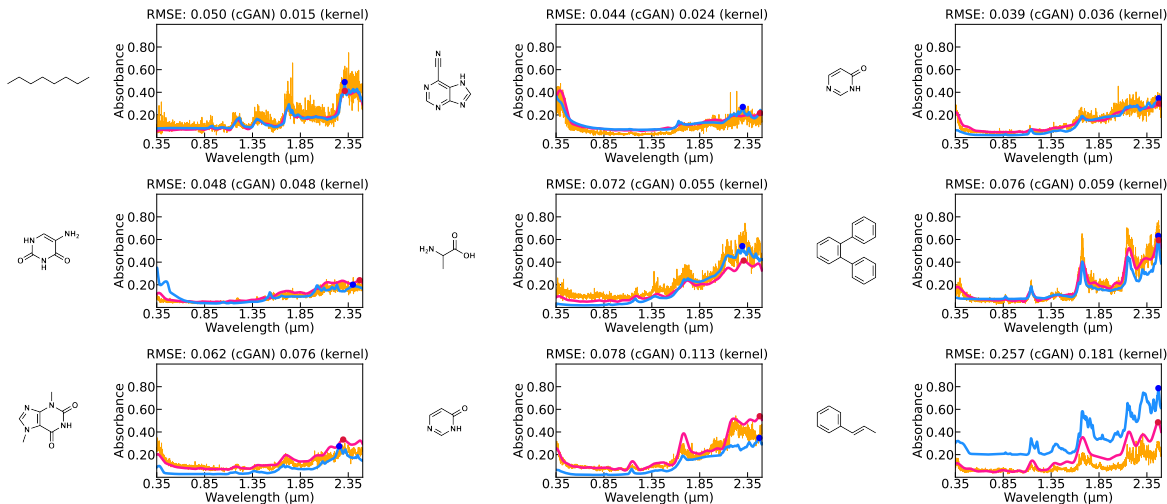 RMSE: 0.050 (cGAN) 0.015 (kernel)
Absorbance
0.80
0.60
0.40
0.20
0.35 0.85 1.35 1.85 2.35
Wavelength (μm)
N
H
N
N
N
N
RMSE: 0.044 (cGAN) 0.024 (kernel)
Absorbance
0.80
0.60
0.40
0.20
0.35 0.85 1.35 1.85 2.35
Wavelength (μm)
O
N
NH
RMSE: 0.039 (cGAN) 0.036 (kernel)
Absorbance
0.80
0.60
0.40
0.20
0.35 0.85 1.35 1.85 2.35
Wavelength (μm)
HN
NH₂
O
N
H
O
RMSE: 0.048 (cGAN) 0.048 (kernel)
Absorbance
0.80
0.60
0.40
0.20
0.35 0.85 1.35 1.85 2.35
Wavelength (μm)
O
H₂N
OH
RMSE: 0.072 (cGAN) 0.055 (kernel)
Absorbance
0.80
0.60
0.40
0.20
0.35 0.85 1.35 1.85 2.35
Wavelength (μm)
RMSE: 0.076 (cGAN) 0.059 (kernel)
Absorbance
0.80
0.60
0.40
0.20
0.35 0.85 1.35 1.85 2.35
Wavelength (μm)
N
N
O
N
NH
O
RMSE: 0.062 (cGAN) 0.076 (kernel)
Absorbance
0.80
0.60
0.40
0.20
0.35 0.85 1.35 1.85 2.35
Wavelength (μm)
O
N
NH
RMSE: 0.078 (cGAN) 0.113 (kernel)
Absorbance
0.80
0.60
0.40
0.20
0.35 0.85 1.35 1.85 2.35
Wavelength (μm)
RMSE: 0.257 (cGAN) 0.181 (kernel)
Absorbance
0.80
0.60
0.40
0.20
0.35 0.85 1.35 1.85 2.35
Wavelength (μm)